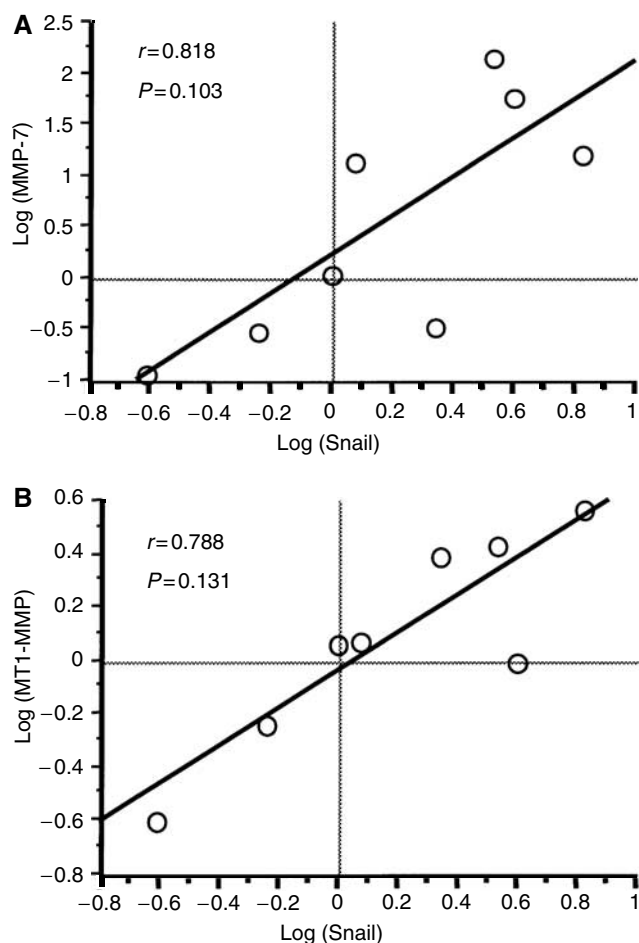 A
r=0.818
P=0.103
Log (MMP-7)
2.5
2
1.5
1
0.5
0
−0.5
−1
−0.8 −0.6 −0.4 −0.2 0 0.2 0.4 0.6 0.8 1
Log (Snail)
B
r=0.788
P=0.131
Log (MT1-MMP)
0.6
0.4
0.2
0
−0.2
−0.4
−0.6
−0.8
−0.8 −0.6 −0.4 −0.2 0 0.2 0.4 0.6 0.8 1
Log (Snail)